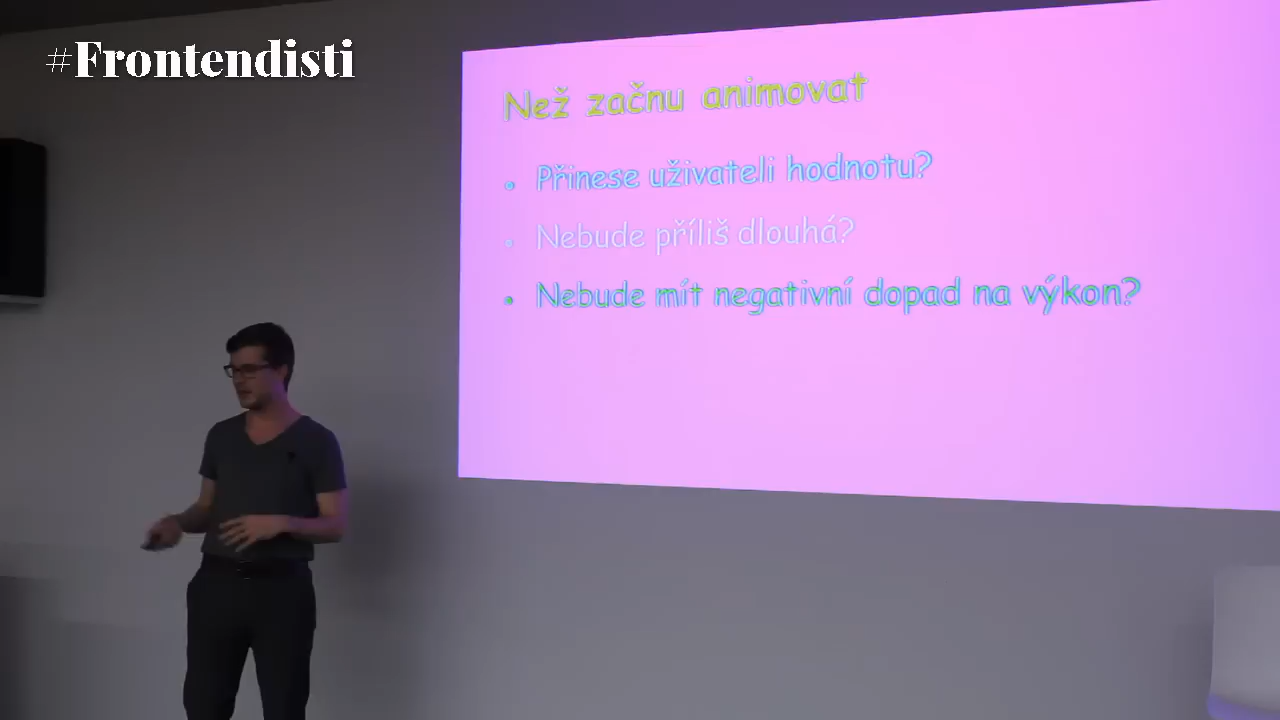 #Frontendisti
Než začnu animovat
• Přinese uživateli hodnotu?
• Nebude příliš dlouhá?
• Nebude mít negativní dopad na výkon?